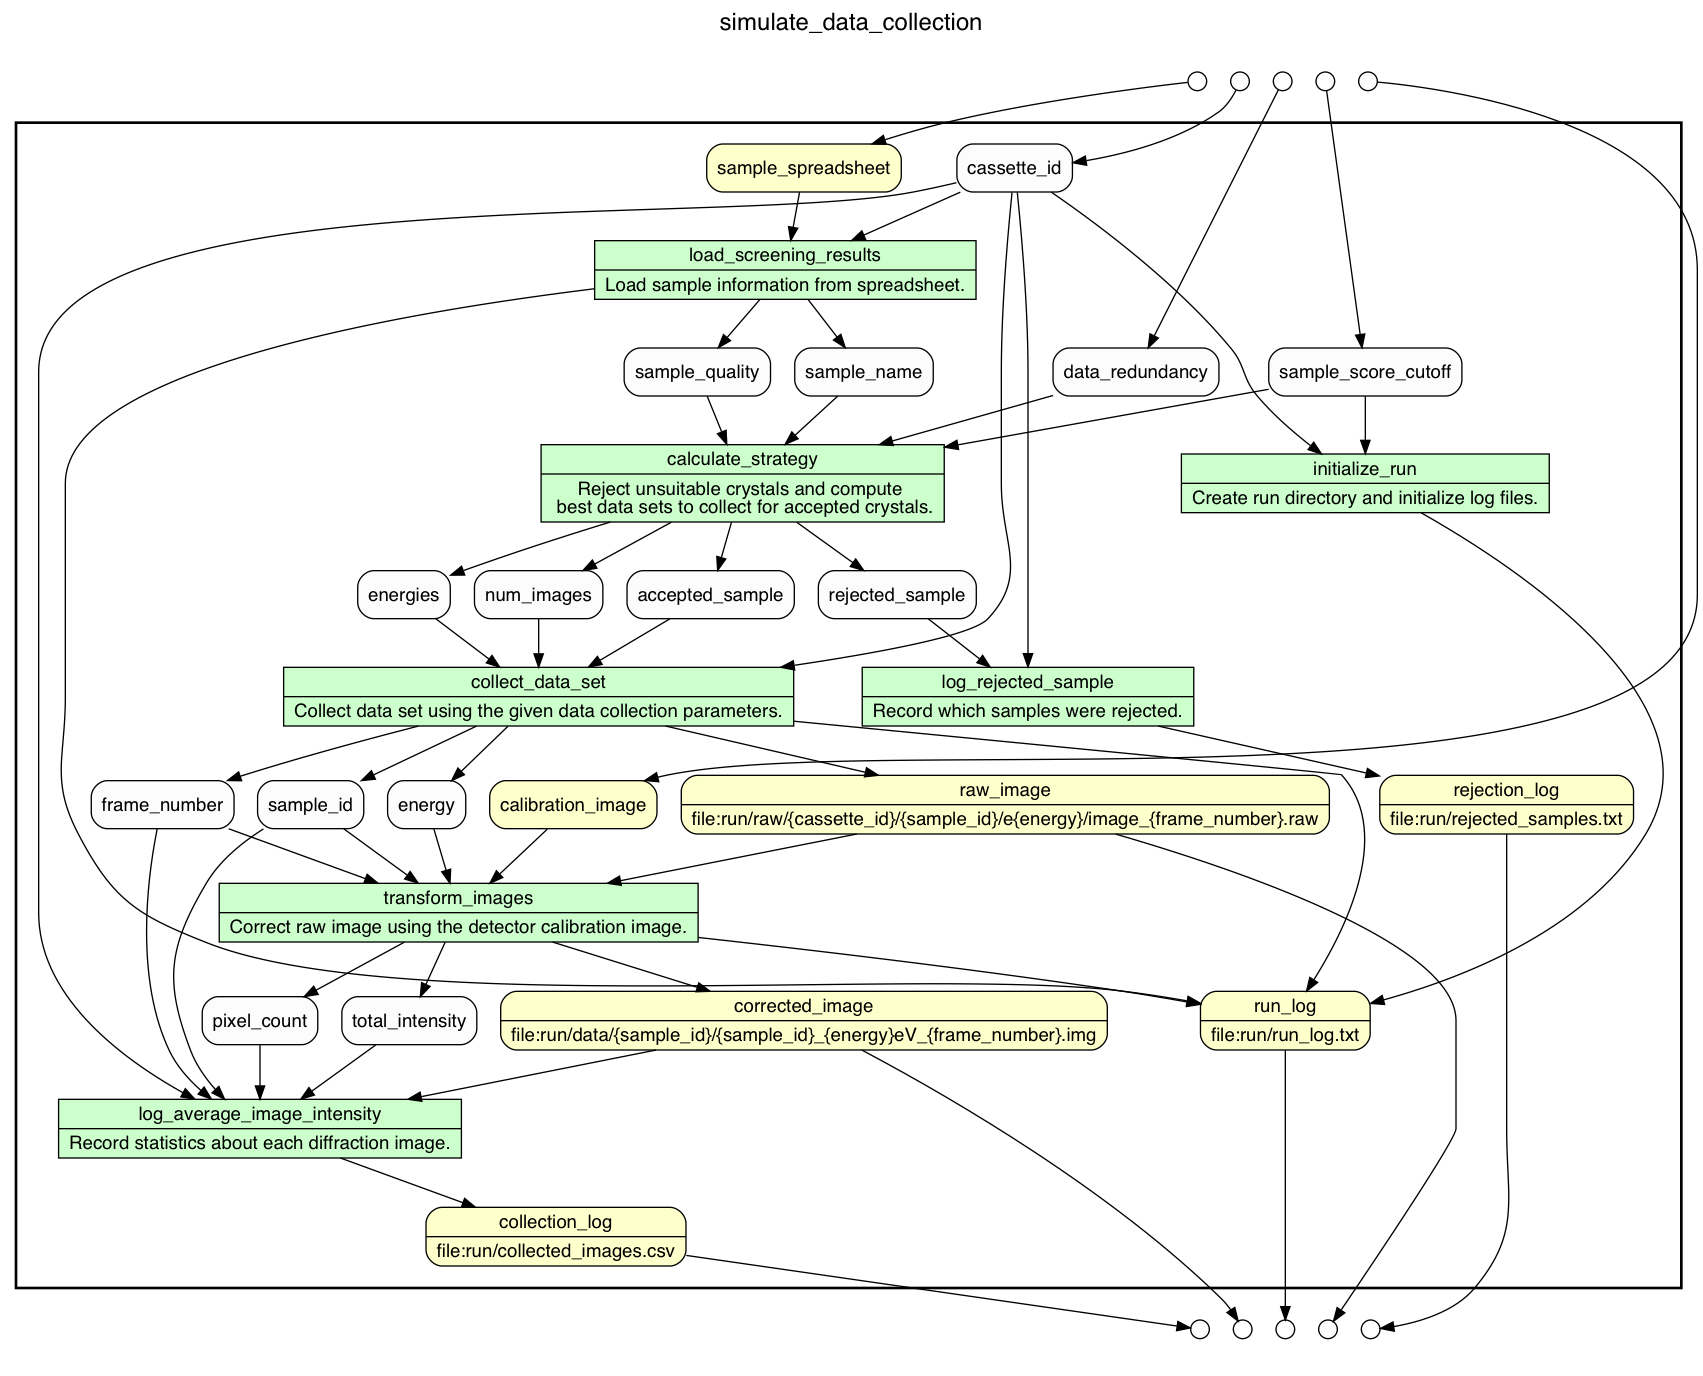 simulate_data_collection
sample_spreadsheet
cassette_id
load_screening_results
Load sample information from spreadsheet.
sample_quality
sample_name
data_redundancy
sample_score_cutoff
calculate_strategy
Reject unsuitable crystals and compute
best data sets to collect for accepted crystals.
initialize_run
Create run directory and initialize log files.
energies
num_images
accepted_sample
rejected_sample
collect_data_set
Collect data set using the given data collection parameters.
log_rejected_sample
Record which samples were rejected.
frame_number
sample_id
energy
calibration_image
raw_image
file:run/raw/{cassette_id}/{sample_id}/e{energy}/image_{frame_number}.raw
rejection_log
file:run/rejected_samples.txt
transform_images
Correct raw image using the detector calibration image.
pixel_count
total_intensity
corrected_image
file:run/data/{sample_id}/{sample_id}_{energy}eV_{frame_number}.img
run_log
file:run/run_log.txt
log_average_image_intensity
Record statistics about each diffraction image.
collection_log
file:run/collected_images.csv